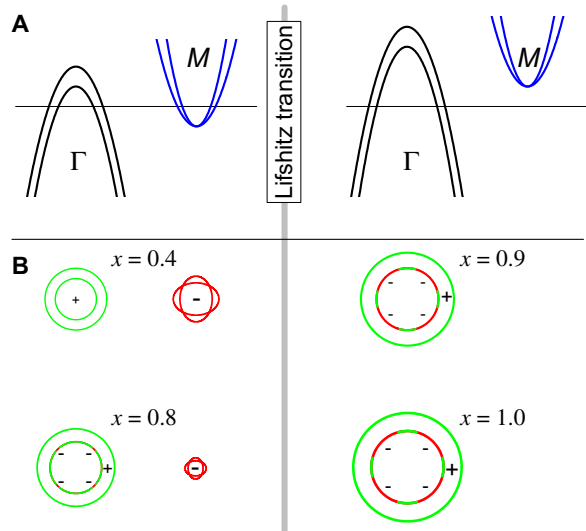 A
M
Γ
Lifshitz transition
M
Γ
B
x = 0.4
+
-
x = 0.9
- -
- -
+
x = 0.8
- -
- -
+
-
x = 1.0
- -
- -
+